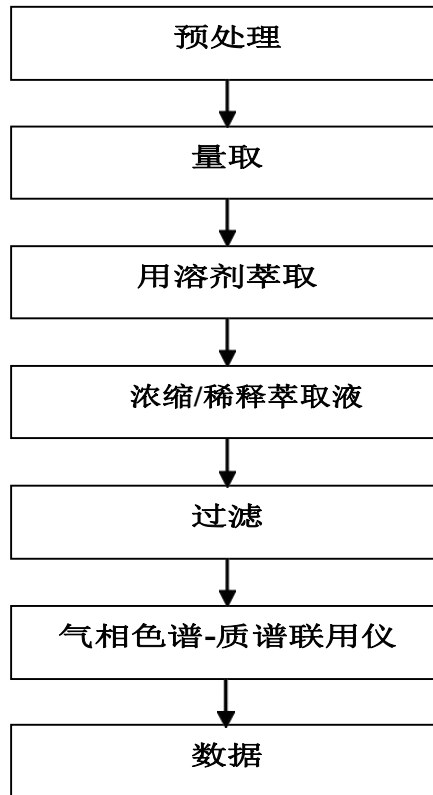 预处理
量取
用溶剂萃取
浓缩/稀释萃取液
过滤
气相色谱-质谱联用仪
数据